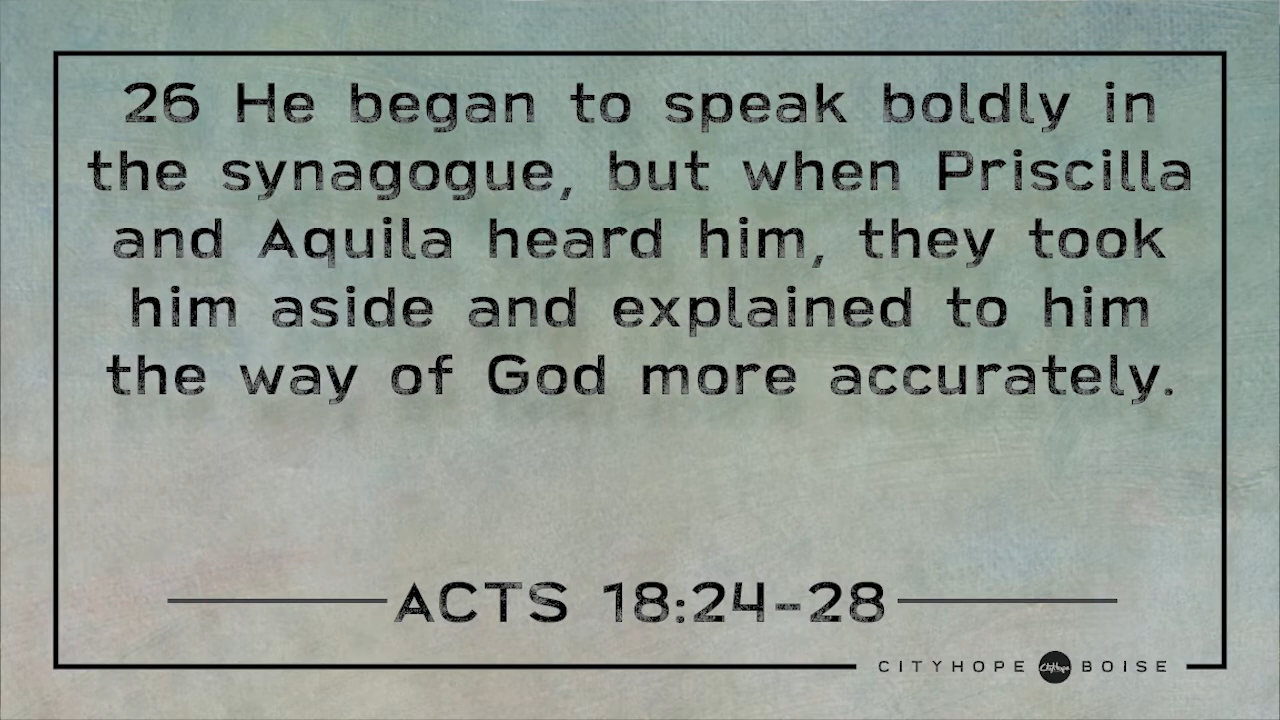 26 He began to speak boldly in
the synagogue, but when Priscilla
and Aquila heard him, they took
him aside and explained to him
the way of God more accurately.
ACTS 18:24-28
CITYHOPE CityHope BOISE